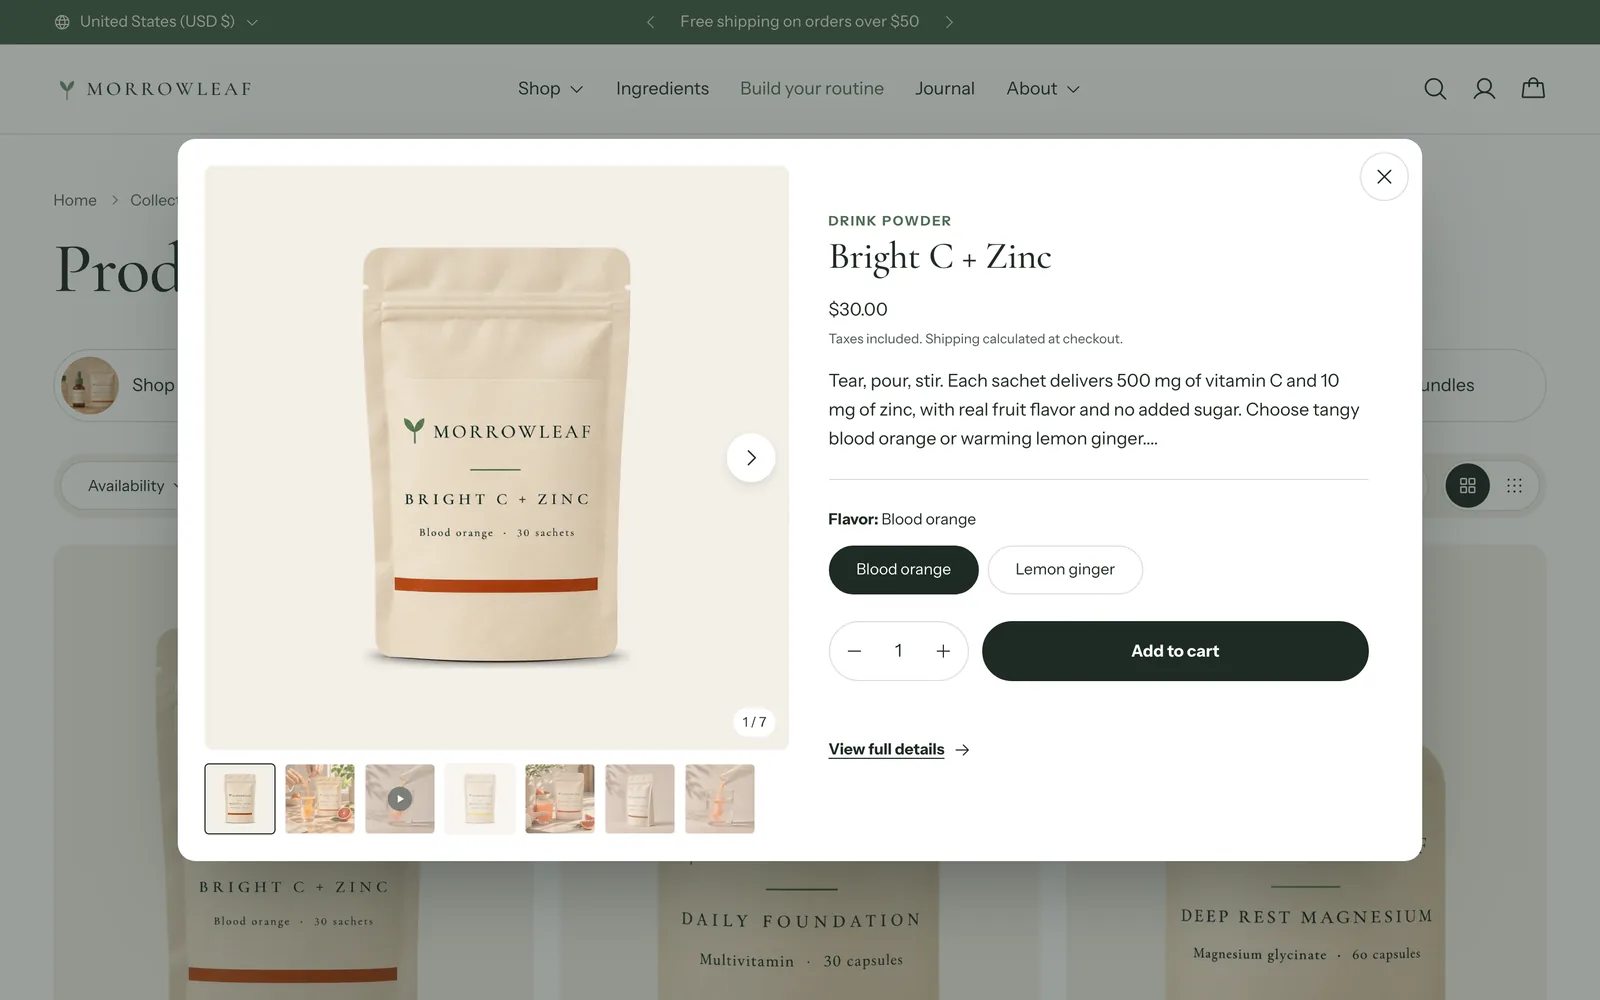 United States (USD $)
Free shipping on orders over $50
MORROWLEAF
Shop
Ingredients
Build your routine
Journal
About
Home
Collect
Prod
Shop
undles
Availability
MORROWLEAF
BRIGHT C + ZINC
Blood orange · 30 sachets
1 / 7
DRINK POWDER
Bright C + Zinc
$30.00
Taxes included. Shipping calculated at checkout.
Tear, pour, stir. Each sachet delivers 500 mg of vitamin C and 10
mg of zinc, with real fruit flavor and no added sugar. Choose tangy
blood orange or warming lemon ginger....
Flavor: Blood orange
Blood orange
Lemon ginger
1
Add to cart
View full details
BRIGHT C + ZINC
Blood orange · 30 sachets
DAILY FOUNDATION
Multivitamin · 30 capsules
DEEP REST MAGNESIUM
Magnesium glycinate · 60 capsules